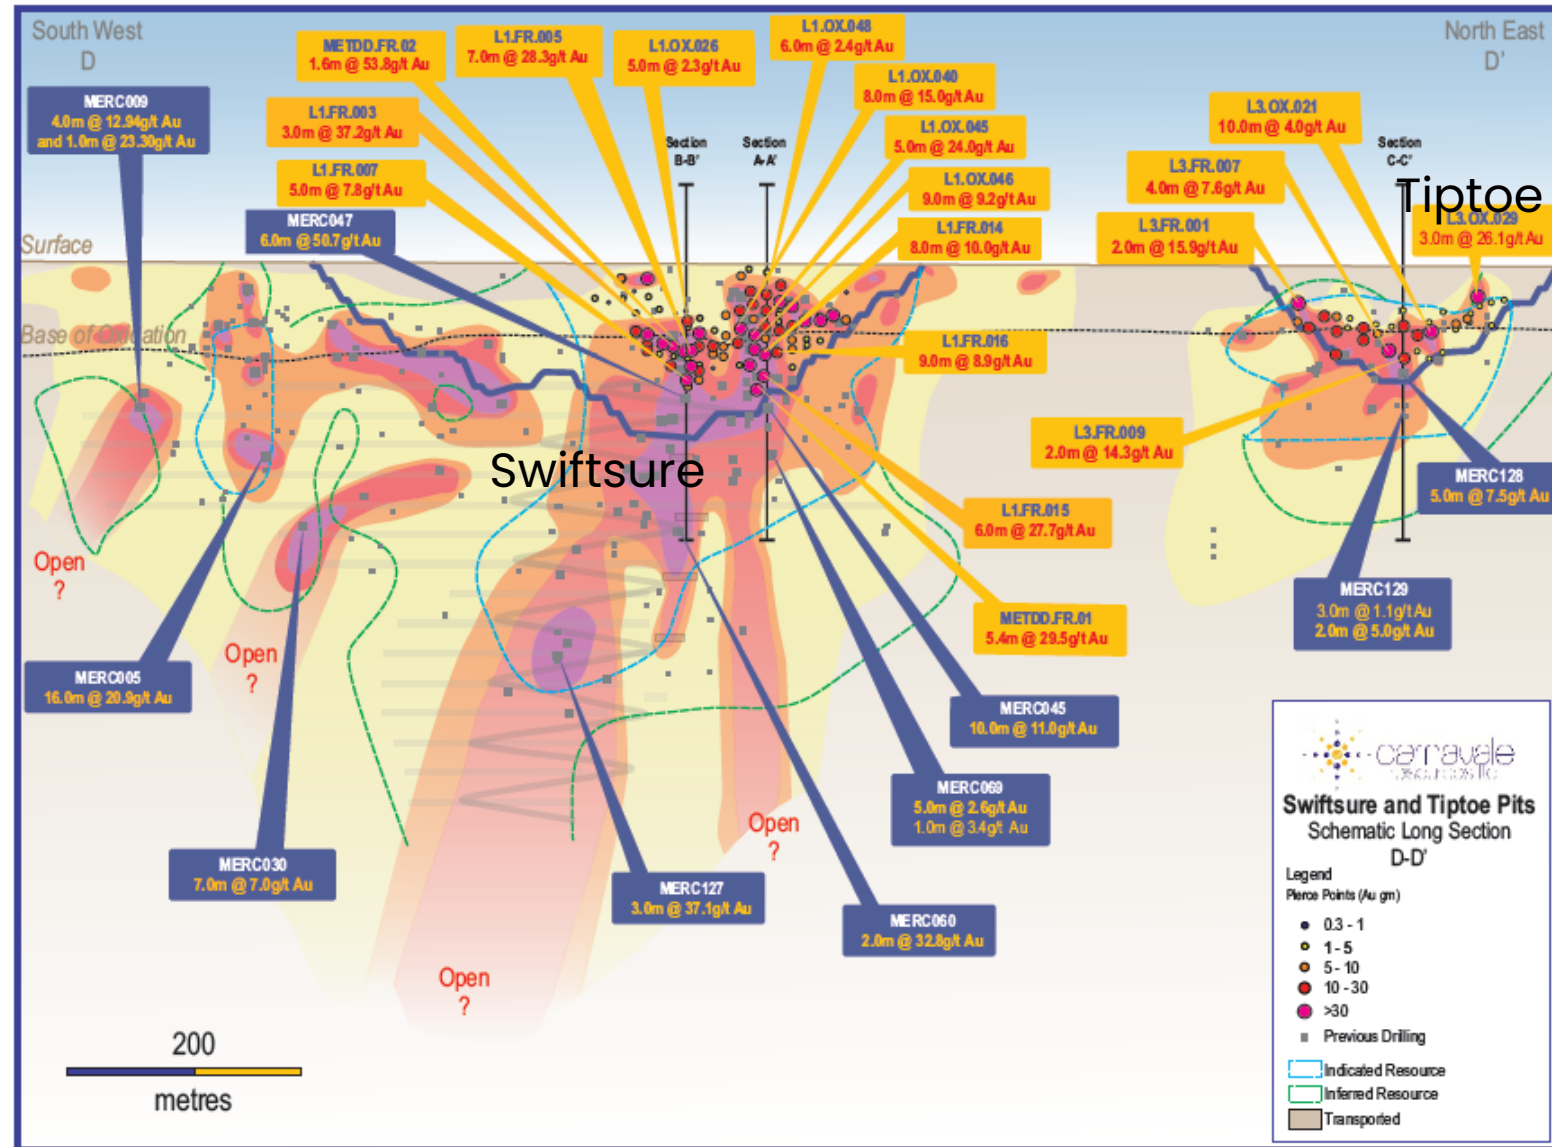 South West
D
North East
D'
MERC009
4.0m @ 12.94g/t Au
and 1.0m @ 23.30g/t Au
METDD.FR.02
1.6m @ 53.8g/t Au
L1.FR.005
7.0m @ 28.3g/t Au
L1.OX.026
5.0m @ 2.3g/t Au
L1.OX.048
6.0m @ 2.4g/t Au
L1.OX.040
8.0m @ 15.0g/t Au
L1.FR.003
3.0m @ 37.2g/t Au
L1.OX.045
5.0m @ 24.0g/t Au
L1.FR.007
5.0m @ 7.8g/t Au
L1.OX.046
9.0m @ 9.2g/t Au
MERC047
6.0m @ 50.7g/t Au
L1.FR.014
8.0m @ 10.0g/t Au
Section
B-B'
Section
A-A'
L3.OX.021
10.0m @ 4.0g/t Au
L3.FR.007
4.0m @ 7.6g/t Au
Section
C-C'
Tiptoe
L3.FR.001
2.0m @ 15.9g/t Au
L3.OX.029
3.0m @ 26.1g/t Au
Surface
Base of Oxidation
L1.FR.016
9.0m @ 8.9g/t Au
L3.FR.009
2.0m @ 14.3g/t Au
Swiftsure
MERC128
5.0m @ 7.5g/t Au
L1.FR.015
6.0m @ 27.7g/t Au
Open
?
MERC129
3.0m @ 1.1g/t Au
2.0m @ 5.0g/t Au
METDD.FR.01
5.4m @ 29.5g/t Au
Open
?
MERC005
16.0m @ 20.9g/t Au
MERC045
10.0m @ 11.0g/t Au
MERC069
5.0m @ 2.6g/t Au
1.0m @ 3.4g/t Au
Open
?
MERC030
7.0m @ 7.0g/t Au
MERC127
3.0m @ 37.1g/t Au
MERC060
2.0m @ 32.8g/t Au
Open
?
200
metres
carnavale
resources ltd
Swiftsure and Tiptoe Pits
Schematic Long Section
D-D'
Legend
Pierce Points (Au gm)
0.3 - 1
1 - 5
5 - 10
10 - 30
>30
Previous Drilling
Indicated Resource
Inferred Resource
Transported